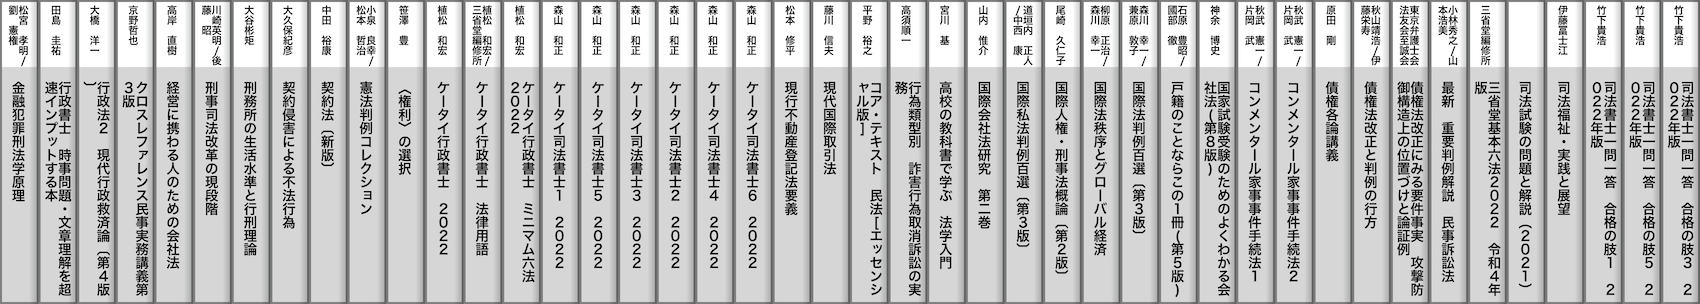 松宮 孝明/
劉 憲権
金融犯罪刑法学原理
田島 圭祐
行政書士 時事問題・文章理解を超
速インプットする本
大橋 洋一
行政法2 現代行政救済論〔第4版
〕
京野哲也
クロスレファレンス民事実務講義第
3版
高岸 直樹
経営に携わる人のための会社法
川崎英明/後
藤 昭
刑事司法改革の現段階
大谷彬矩
刑務所の生活水準と行刑理論
大久保紀彦
契約侵害による不法行為
中田 裕康
契約法〔新版〕
小泉 良幸/
松本 哲治
憲法判例コレクション
笹澤 豊
〈権利〉の選択
植松 和宏
ケータイ行政書士 2022
植松 和宏/
三省堂編修所
ケータイ行政書士 法律用語
植松 和宏
ケータイ行政書士 ミニマム六法
2022
森山 和正
ケータイ司法書士1 2022
森山 和正
ケータイ司法書士5 2022
森山 和正
ケータイ司法書士3 2022
森山 和正
ケータイ司法書士2 2022
森山 和正
ケータイ司法書士4 2022
森山 和正
ケータイ司法書士6 2022
松本 修平
現行不動産登記法要義
藤川 信夫
現代国際取引法
平野 裕之
コア・テキスト 民法[エッセンシ
ャル版]
高須順一
行為類型別 詐害行為取消訴訟の実
務
宮川 基
高校の教科書で学ぶ 法学入門
山内 惟介
国際会社法研究 第二巻
道垣内 正人
/中西 康
国際私法判例百選〔第3版〕
尾崎 久仁子
国際人権・刑事法概論〔第2版〕
柳原 正治/
森川 幸一
国際法秩序とグローバル経済
森川 幸一/
兼原 敦子
国際法判例百選〔第3版〕
石原 豊昭/
國部 徹
戸籍のことならこの1冊(第5版)
神余 博史
国家試験受験のためのよくわかる会
社法(第8版)
秋武 憲一/
片岡 武
コンメンタール家事事件手続法1
秋武 憲一/
片岡 武
コンメンタール家事事件手続法2
原田 剛
債権各論講義
秋山靖浩/伊
藤栄寿
債権法改正と判例の行方
東京弁護士会
法友会至誠会
債権法改正にみる要件事実 攻撃防
御構造上の位置づけと論証例
小林秀之/山
本浩美
最新 重要判例解説 民事訴訟法
三省堂編修所
三省堂基本六法2022 令和4年
版
司法試験の問題と解説(2021)
伊藤冨士江
司法福祉・実践と展望
竹下貴浩
司法書士一問一答 合格の肢1 2
022年版
竹下貴浩
司法書士一問一答 合格の肢5 2
022年版
竹下貴浩
司法書士一問一答 合格の肢3 2
022年版